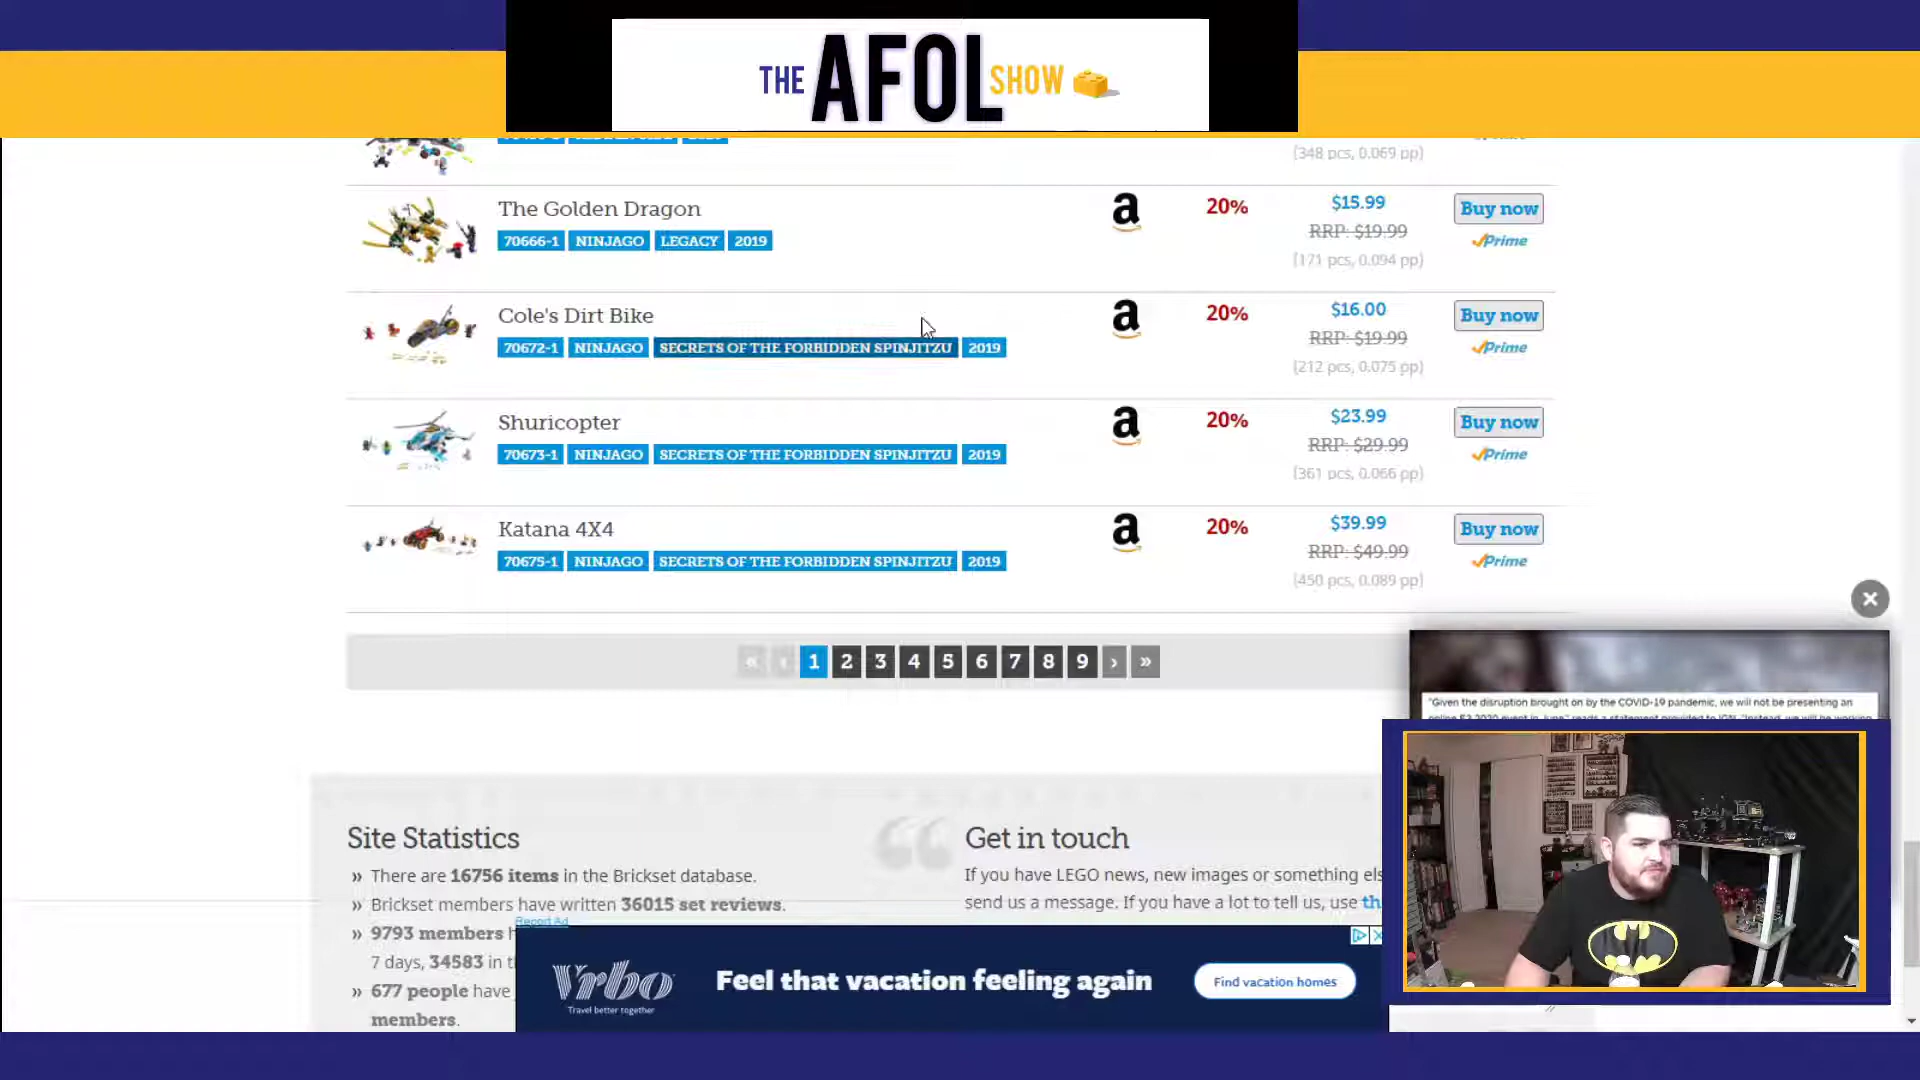 THE AFOL SHOW
(348 pcs, 0.069 pp)
The Golden Dragon
20%
$15.99
Buy now
70666-1 NINJAGO LEGACY 2019
RRP: $19.99
Prime
(171 pcs, 0.094 pp)
Cole's Dirt Bike
20%
$16.00
Buy now
70672-1 NINJAGO SECRETS OF THE FORBIDDEN SPINJITZU 2019
RRP: $19.99
Prime
(212 pcs, 0.075 pp)
Shuricopter
20%
$23.99
Buy now
70673-1 NINJAGO SECRETS OF THE FORBIDDEN SPINJITZU 2019
RRP: $29.99
Prime
(361 pcs, 0.066 pp)
Katana 4X4
20%
$39.99
Buy now
70675-1 NINJAGO SECRETS OF THE FORBIDDEN SPINJITZU 2019
RRP: $49.99
Prime
(450 pcs, 0.089 pp)
« ‹ 1 2 3 4 5 6 7 8 9 › »
"Given the disruption brought on by the COVID-19 pandemic, we will not be presenting an
Site Statistics
» There are 16756 items in the Brickset database.
» Brickset members have written 36015 set reviews.
» 9793 members
7 days, 34583 in
» 677 people have
members.
Get in touch
If you have LEGO news, new images or something
send us a message. If you have a lot to tell us, use
Report Ad
Vrbo
Travel better together
Feel that vacation feeling again
Find vacation homes